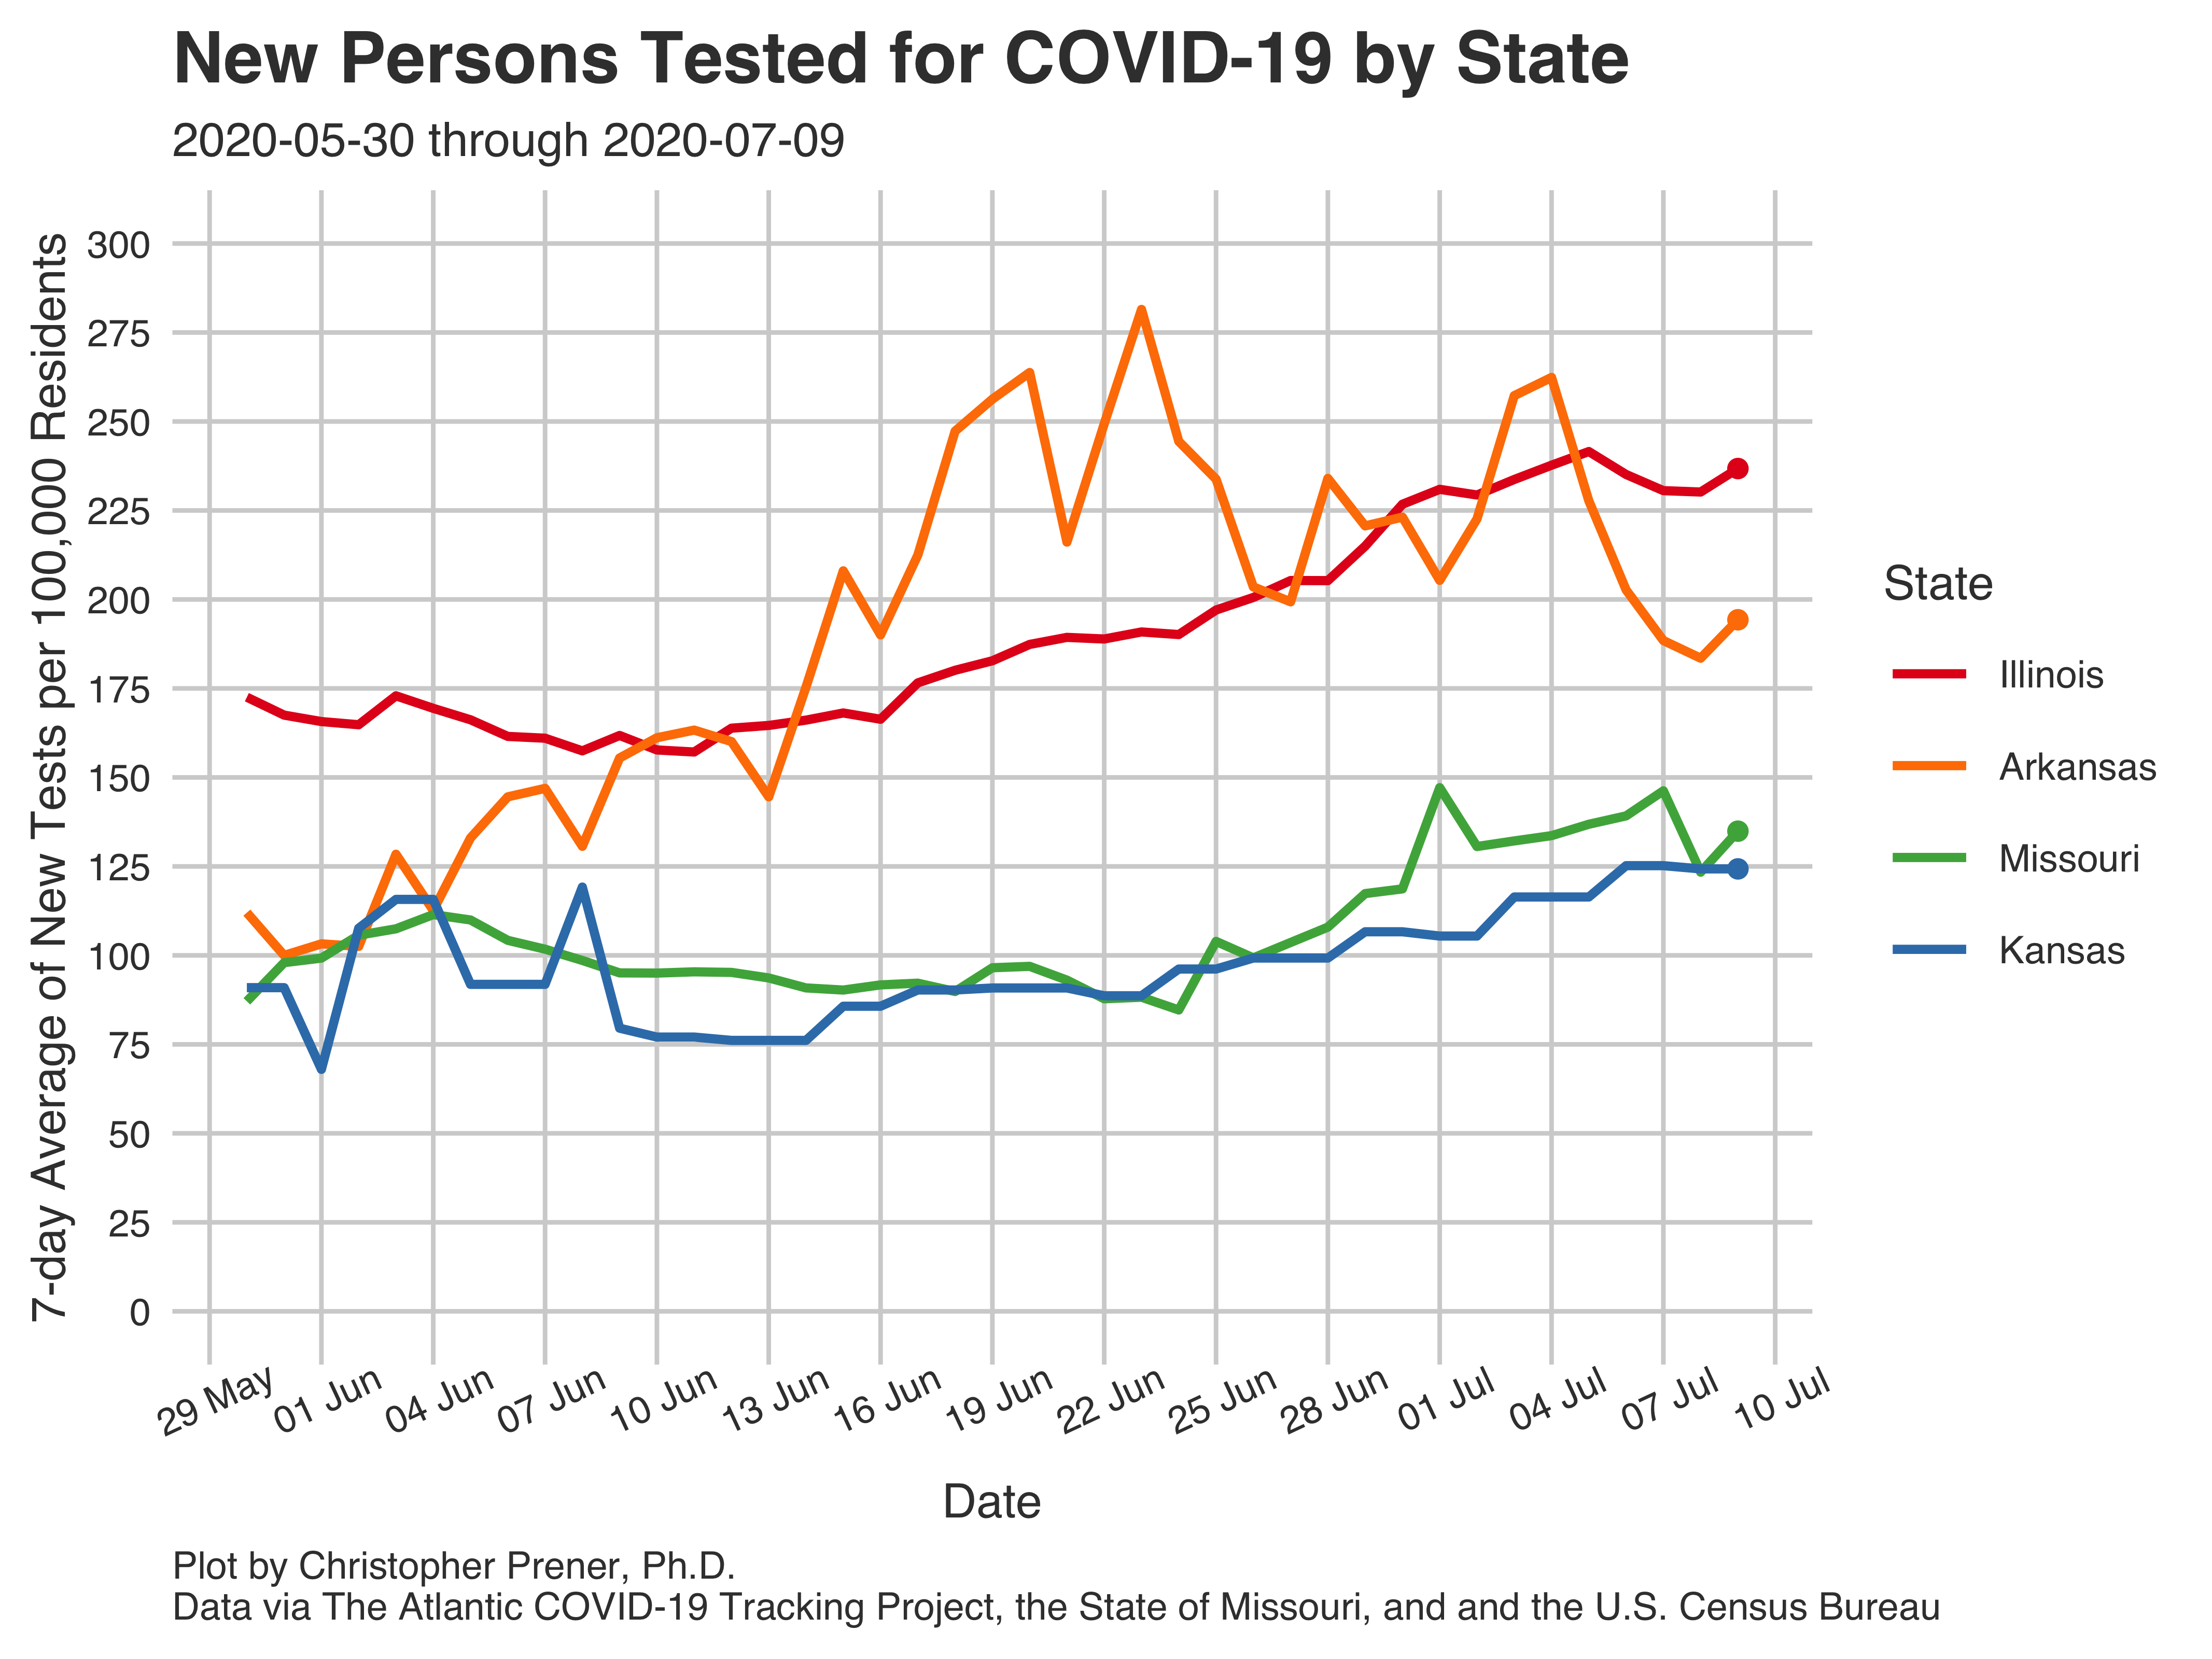 New Persons Tested for COVID-19 by State
2020-05-30 through 2020-07-09
7-day Average of New Tests per 100,000 Residents
300
275
250
225
200
175
150
125
100
75
50
25
0
29 May
01 Jun
04 Jun
07 Jun
10 Jun
13 Jun
16 Jun
19 Jun
22 Jun
25 Jun
28 Jun
01 Jul
04 Jul
07 Jul
10 Jul
Date
State
Illinois
Arkansas
Missouri
Kansas
Plot by Christopher Prener, Ph.D.
Data via The Atlantic COVID-19 Tracking Project, the State of Missouri, and and the U.S. Census Bureau